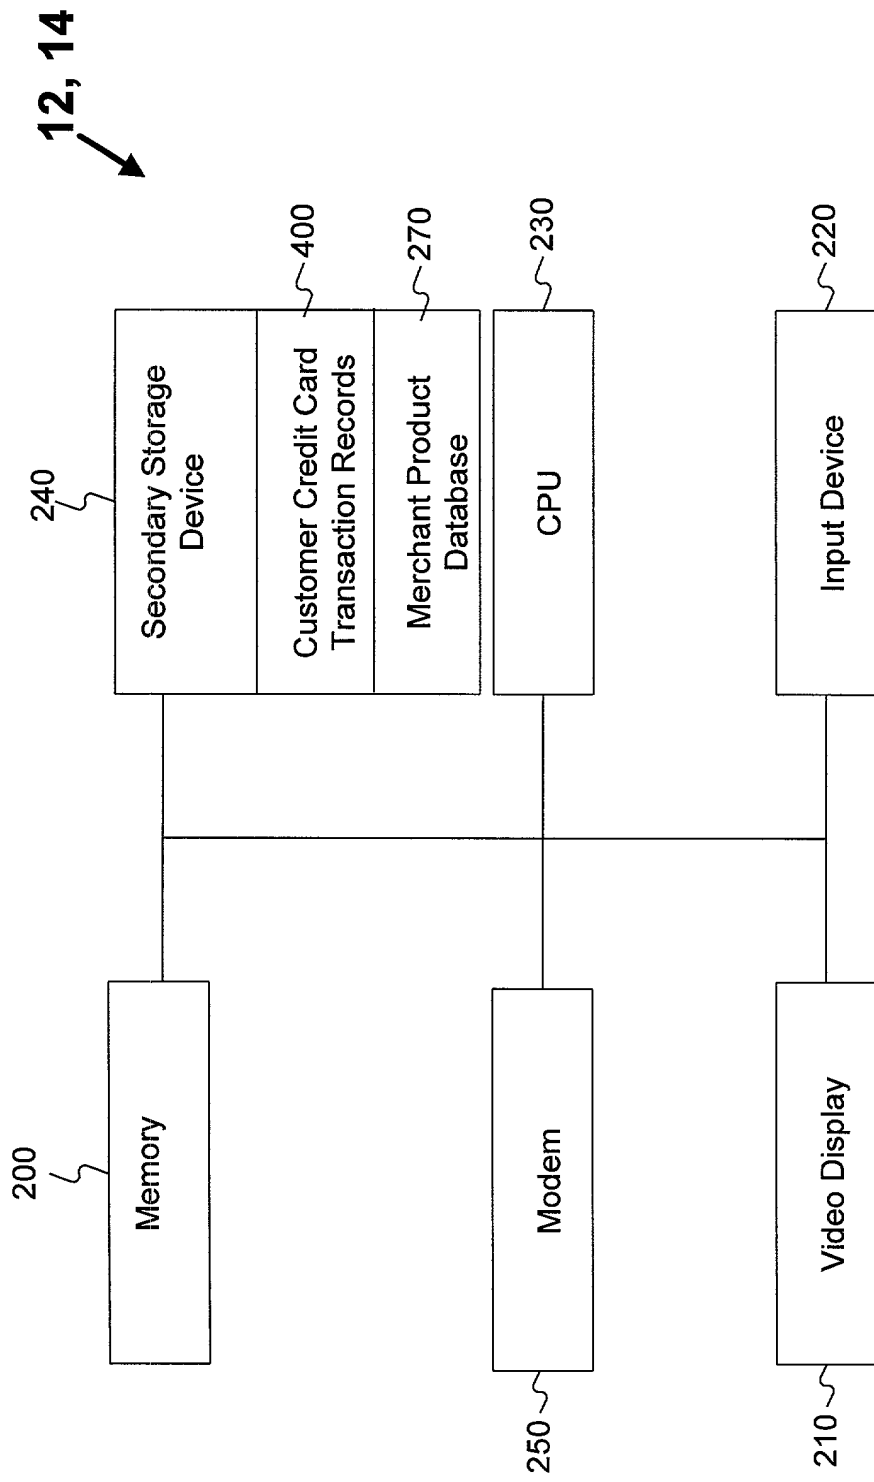 12, 14
200
Memory
240
Secondary Storage
Device
400
Customer Credit Card
Transaction Records
270
Merchant Product
Database
250
Modem
230
CPU
210
Video Display
220
Input Device